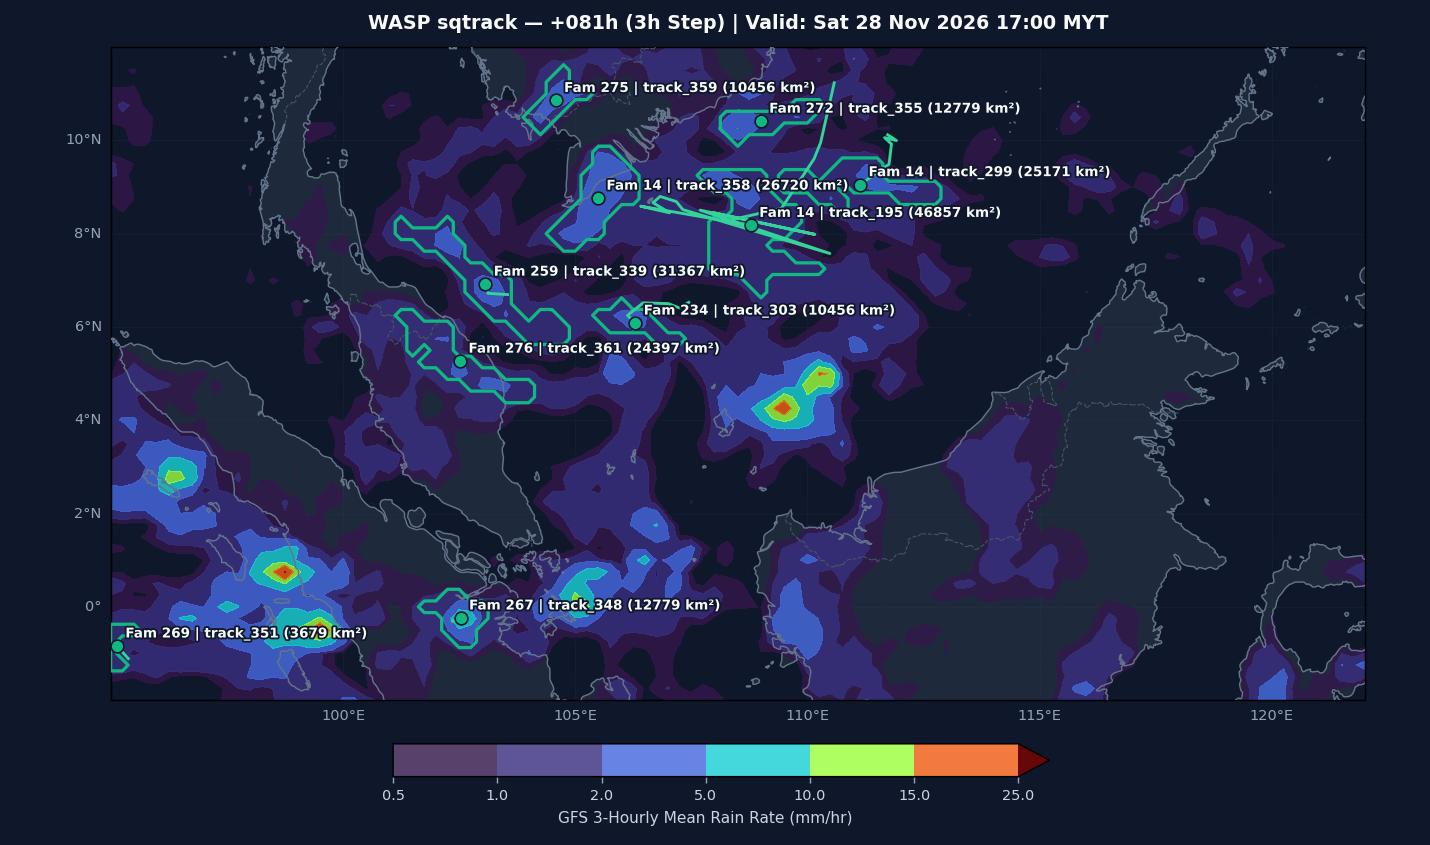 WASP sqtrack — +081h (3h Step) | Valid: Sat 28 Nov 2026 17:00 MYT
Fam 275 | track_359 (10456 km²)
Fam 272 | track_355 (12779 km²)
10°N
Fam 14 | track_299 (25171 km²)
Fam 14 | track_358 (26720 km²)
Fam 14 | track_195 (46857 km²)
8°N
Fam 259 | track_339 (31367 km²)
Fam 234 | track_303 (10456 km²)
6°N
Fam 276 | track_361 (24397 km²)
4°N
2°N
0°
Fam 267 | track_348 (12779 km²)
Fam 269 | track_351 (3679 km²)
100°E 105°E 110°E 115°E 120°E
0.5 1.0 2.0 5.0 10.0 15.0 25.0
GFS 3-Hourly Mean Rain Rate (mm/hr)